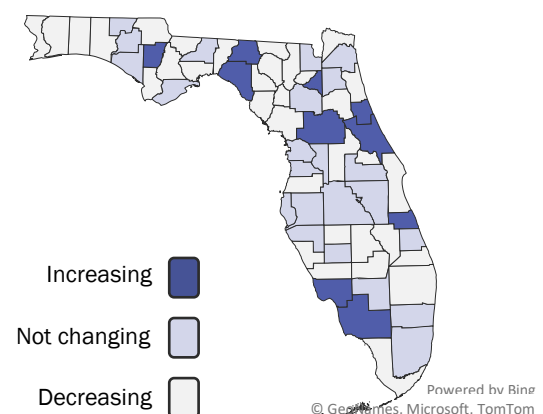 Increasing
Not changing
Decreasing
Powered by Bing
© GeoNames, Microsoft, TomTom